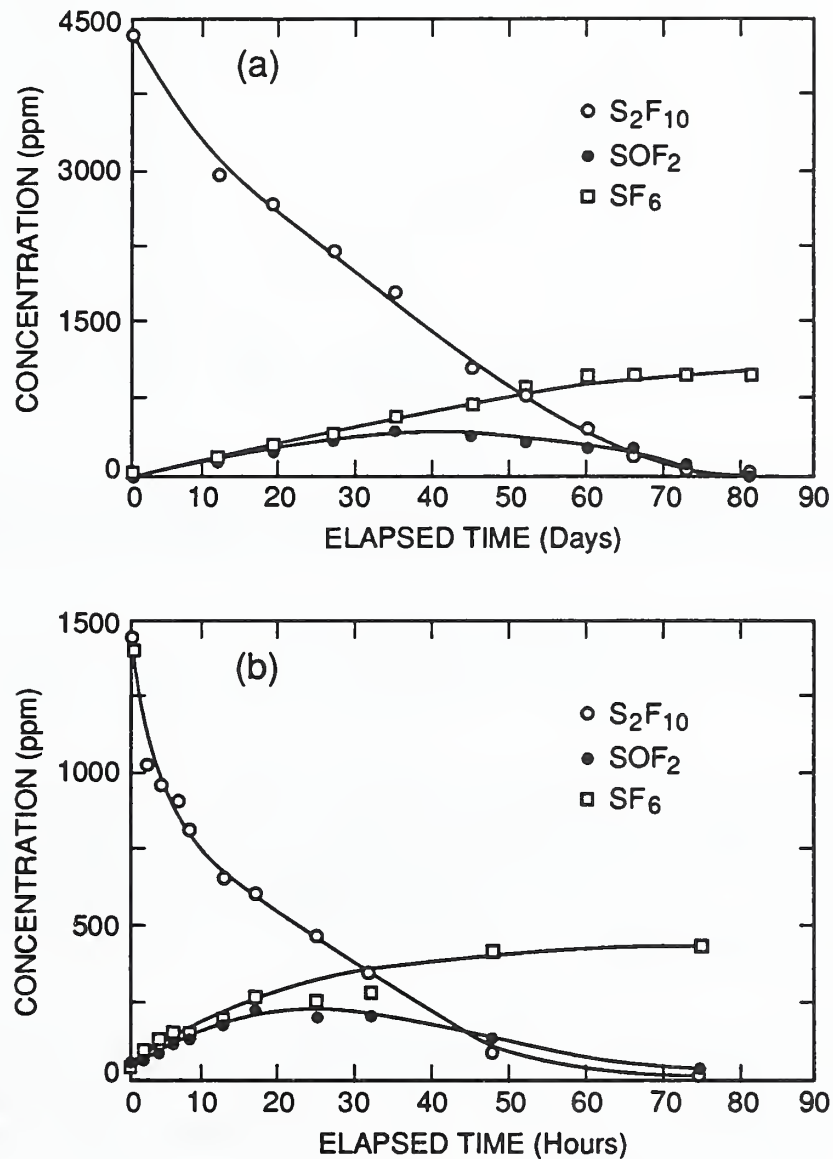 (a)
4500
3000
1500
0
CONCENTRATION (ppm)
S₂F₁₀
SOF₂
SF₆
0 10 20 30 40 50 60 70 80 90
ELAPSED TIME (Days)
(b)
1500
1000
500
0
CONCENTRATION (ppm)
S₂F₁₀
SOF₂
SF₆
0 10 20 30 40 50 60 70 80 90
ELAPSED TIME (Hours)